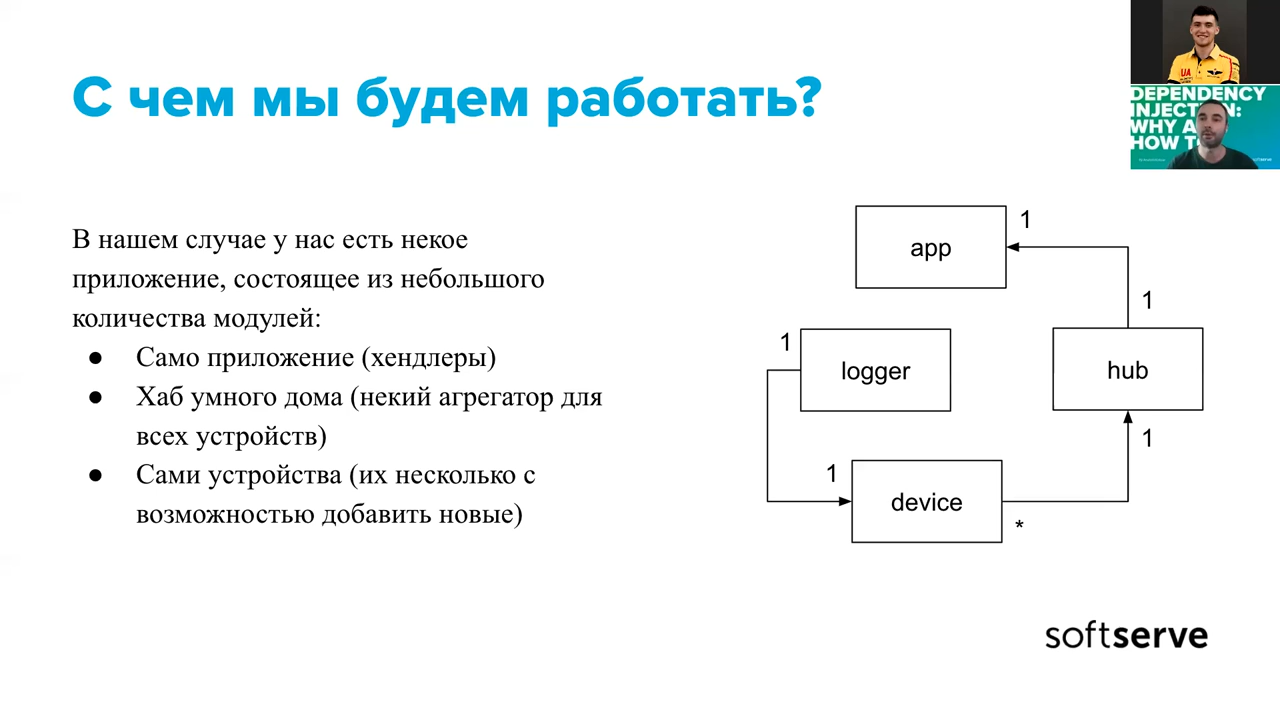 С чем мы будем работать?
DEPENDENCY
INJECTION:
WHY A
HOW T
UA
softserve
В нашем случае у нас есть некое
приложение, состоящее из небольшого
количества модулей:
● Само приложение (хендлеры)
● Хаб умного дома (некий агрегатор для
всех устройств)
● Сами устройства (их несколько с
возможностью добавить новые)
app
1
1
logger
1
hub
1
1
device
*
softserve